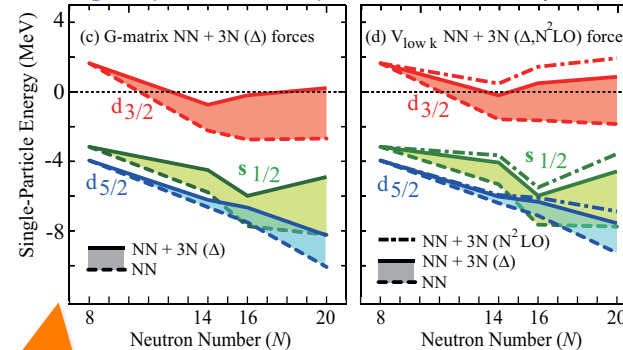 (c) G-matrix NN + 3N (Δ) forces
(d) V low k NN + 3N (Δ,N²LO) force
Single-Particle Energy (MeV)
4
0
-4
-8
d3/2
s1/2
d5/2
NN + 3N (Δ)
NN
8
14
16
20
Neutron Number (N)
d3/2
s1/2
d5/2
NN + 3N (N²LO)
NN + 3N (Δ)
NN
8
14
16
20
Neutron Number (N)